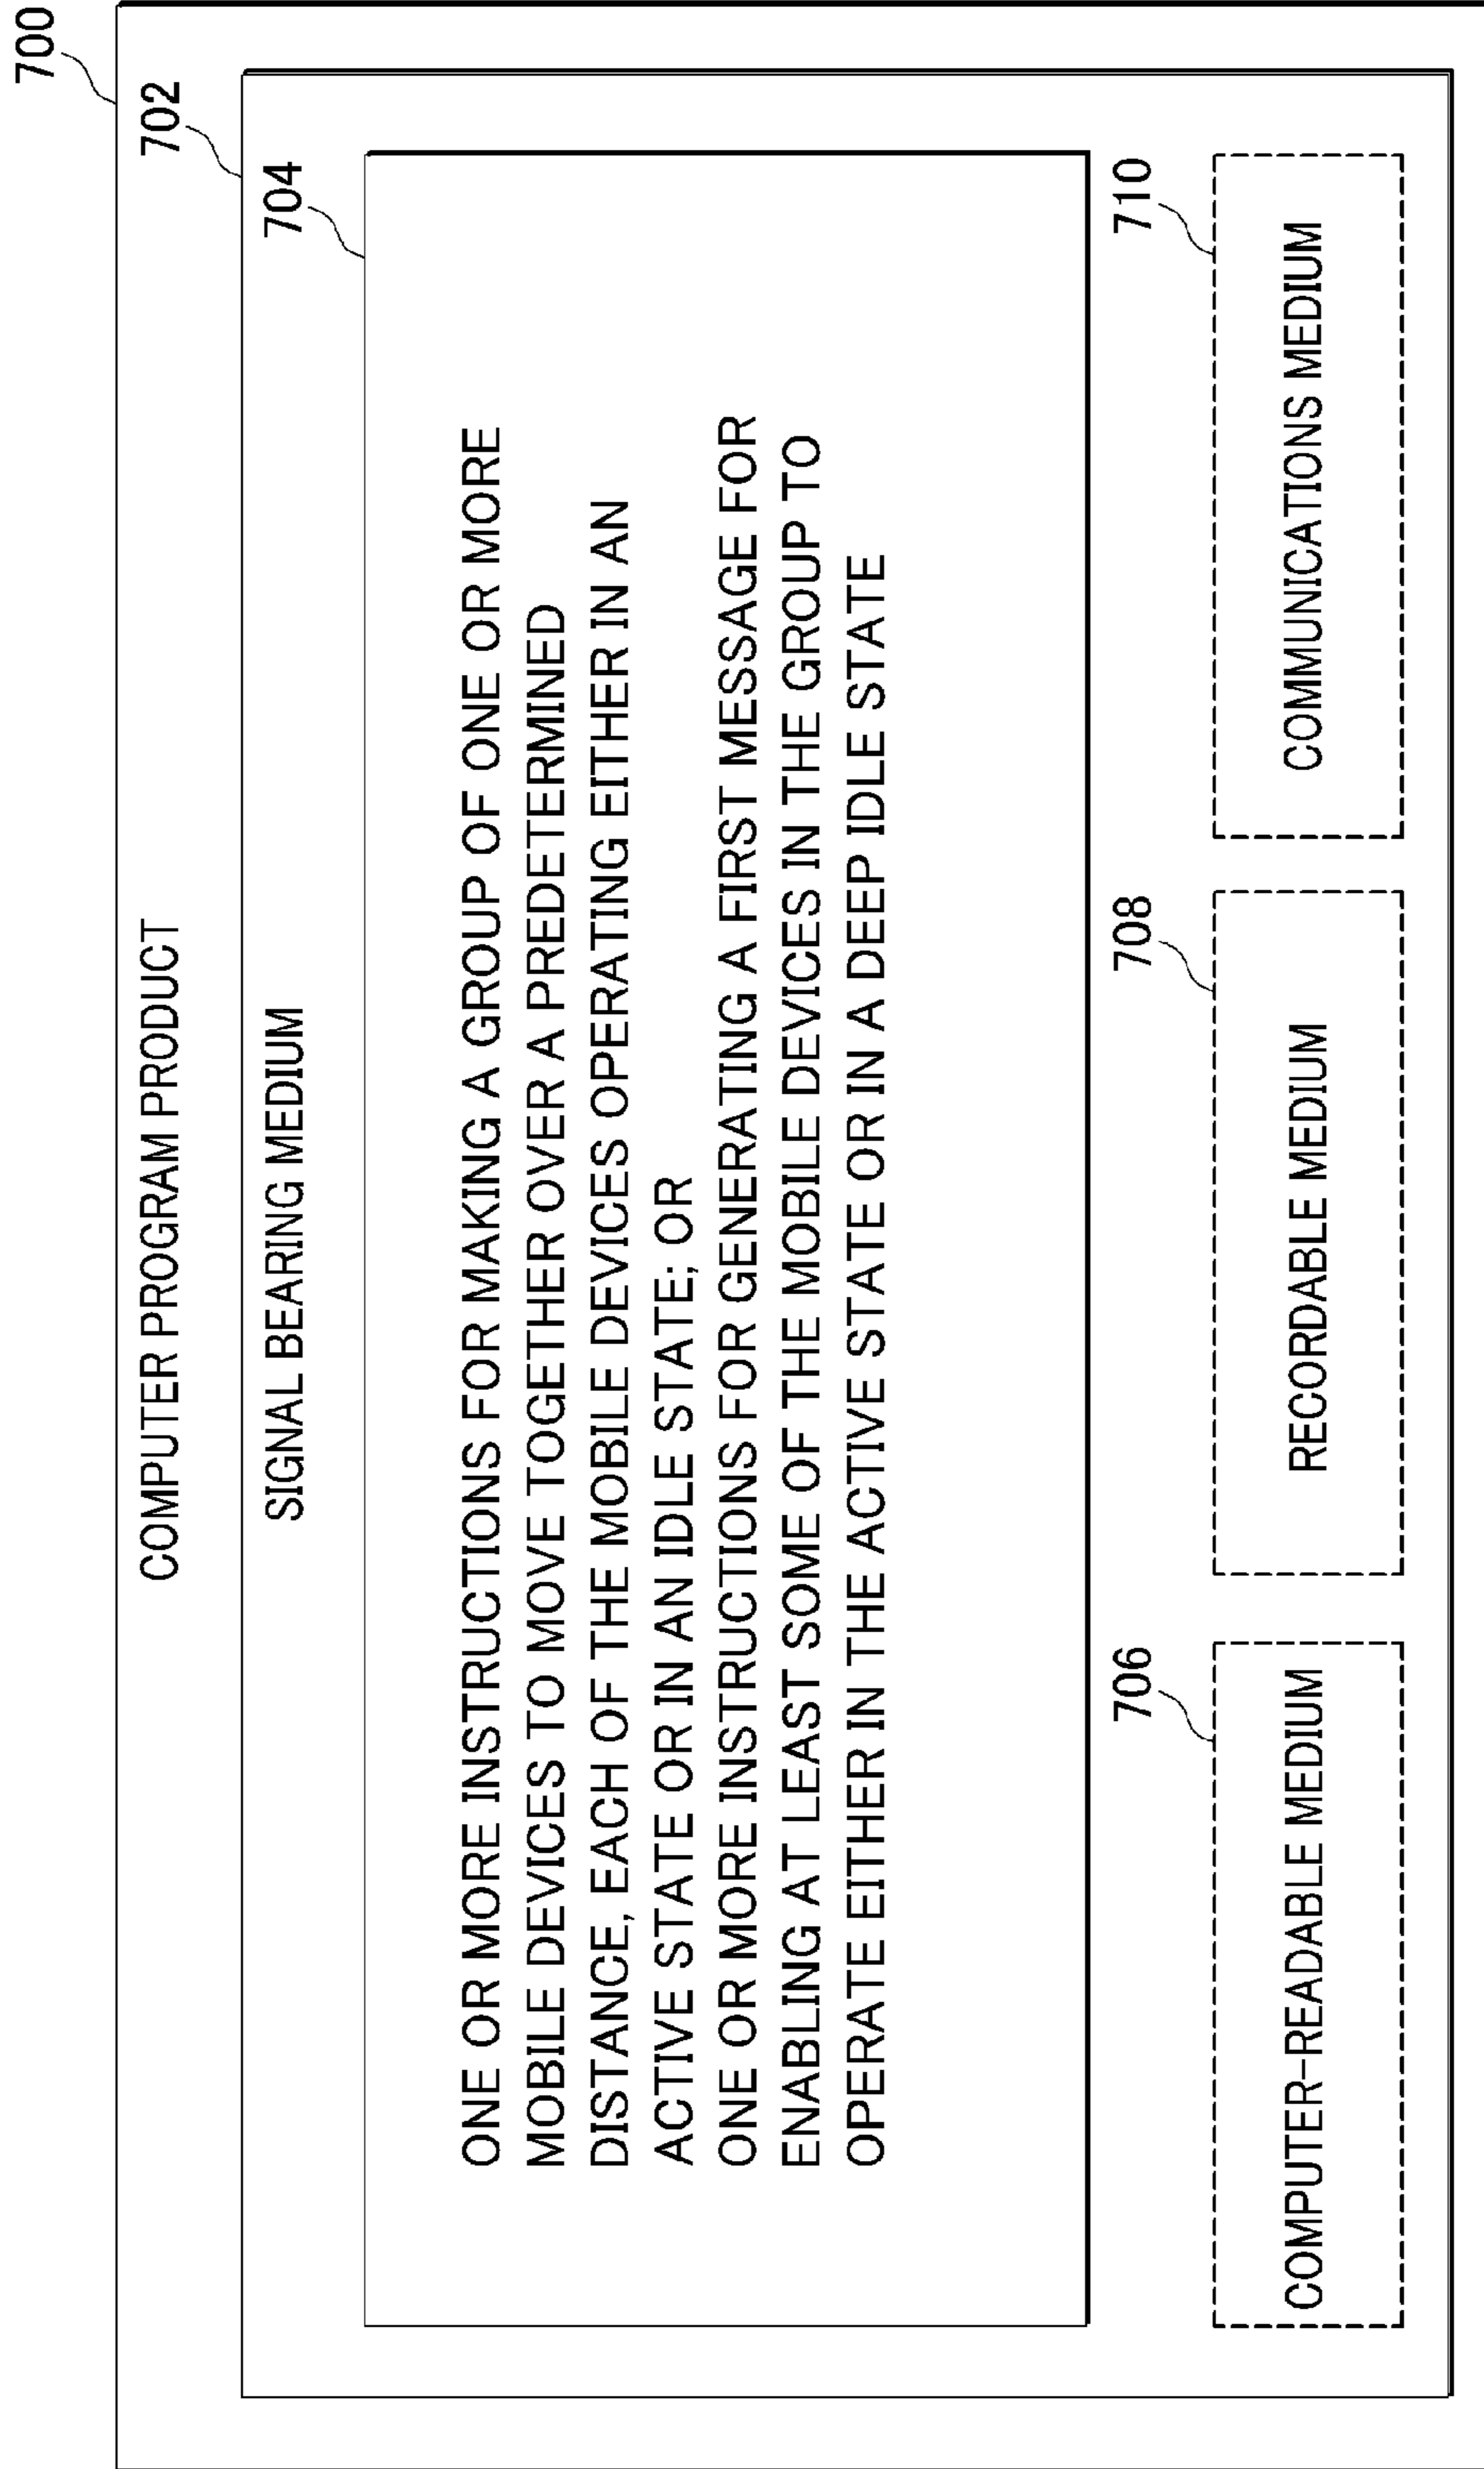 700
COMPUTER PROGRAM PRODUCT
702
SIGNAL BEARING MEDIUM
704
ONE OR MORE INSTRUCTIONS FOR MAKING A GROUP OF ONE OR MORE
MOBILE DEVICES TO MOVE TOGETHER OVER A PREDETERMINED
DISTANCE, EACH OF THE MOBILE DEVICES OPERATING EITHER IN AN
ACTIVE STATE OR IN AN IDLE STATE; OR
ONE OR MORE INSTRUCTIONS FOR GENERATING A FIRST MESSAGE FOR
ENABLING AT LEAST SOME OF THE MOBILE DEVICES IN THE GROUP TO
OPERATE EITHER IN THE ACTIVE STATE OR IN A DEEP IDLE STATE
706
COMPUTER-READABLE MEDIUM
708
RECORDABLE MEDIUM
710
COMMUNICATIONS MEDIUM